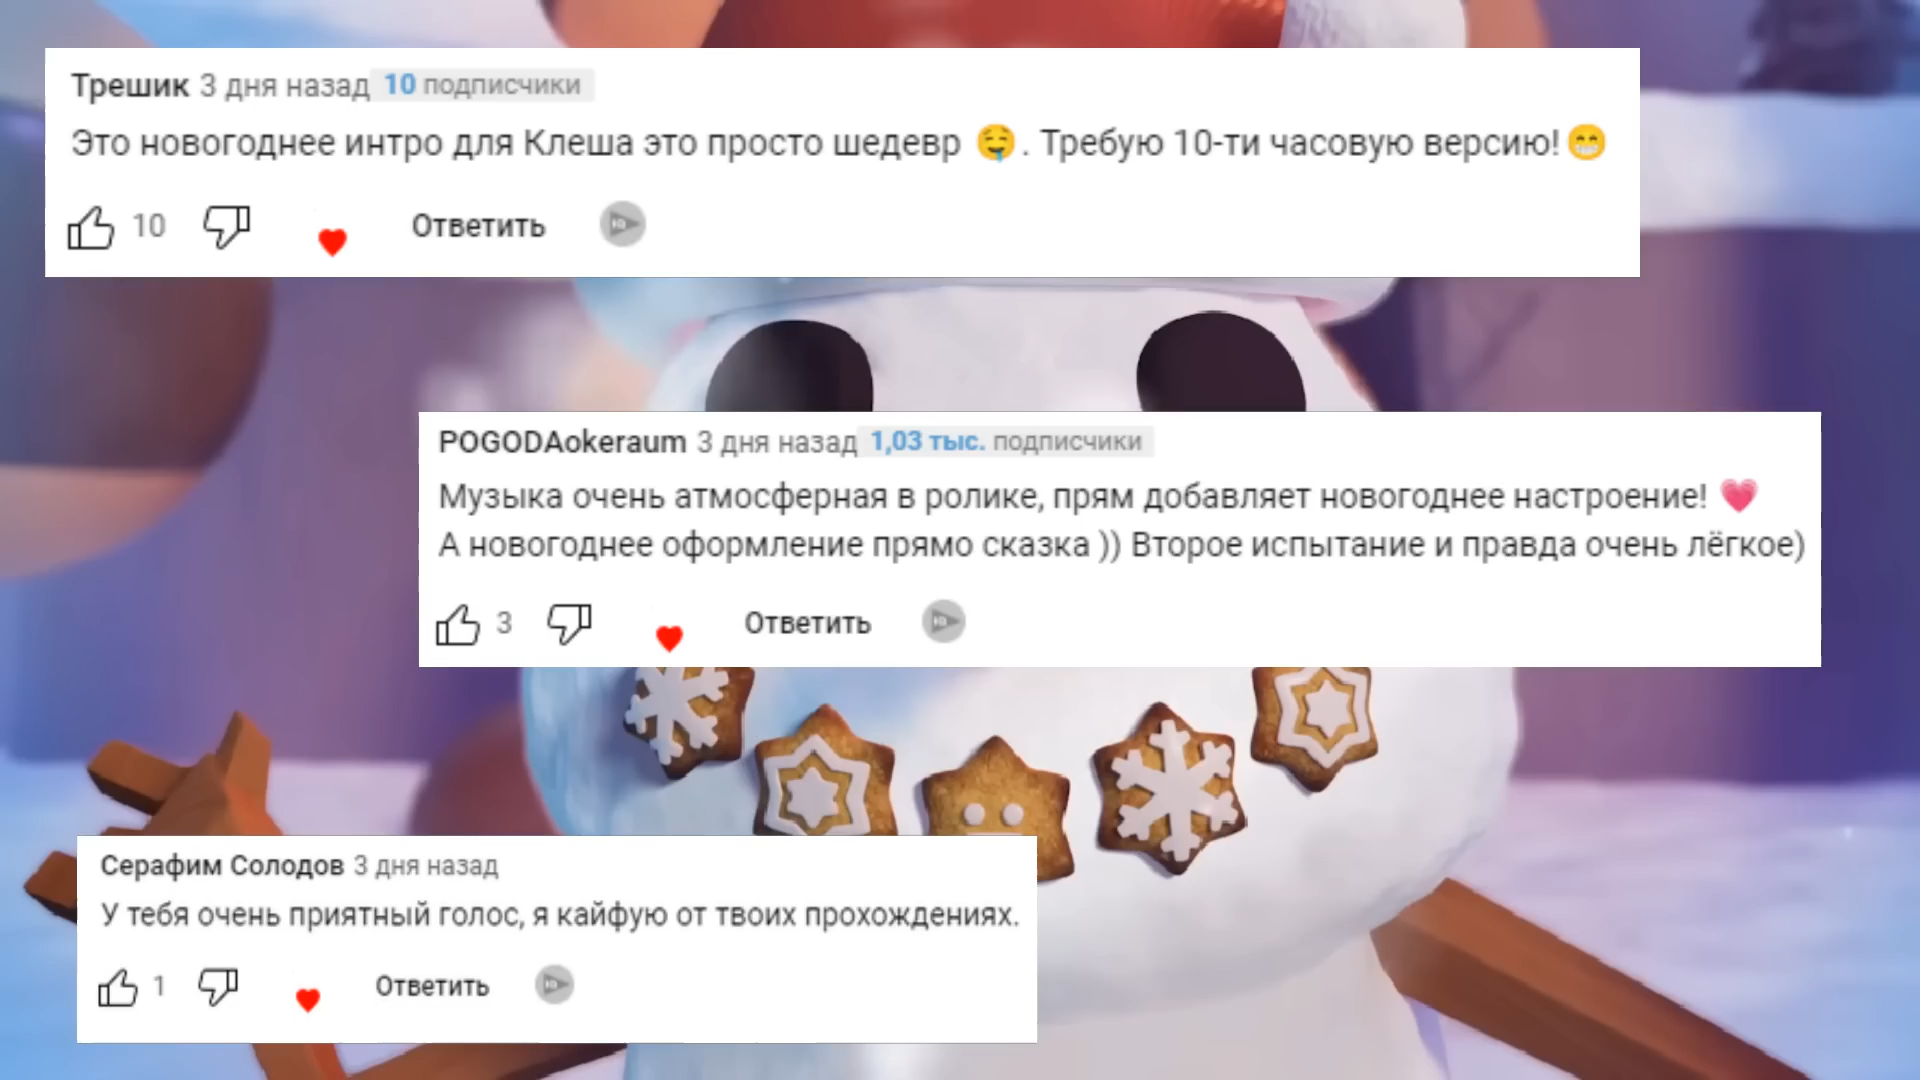 Трешик 3 дня назад 10 подписчики
Это новогоднее интро для Клеша это просто шедевр 🤤. Требую 10-ти часовую версию!😁
10 Ответить
POGODAokeraum 3 дня назад 1,03 тыс. подписчики
Музыка очень атмосферная в ролике, прям добавляет новогоднее настроение! 💗
А новогоднее оформление прямо сказка )) Второе испытание и правда очень лёгкое)
3 Ответить
Серафим Солодов 3 дня назад
У тебя очень приятный голос, я кайфую от твоих прохождениях.
1 Ответить